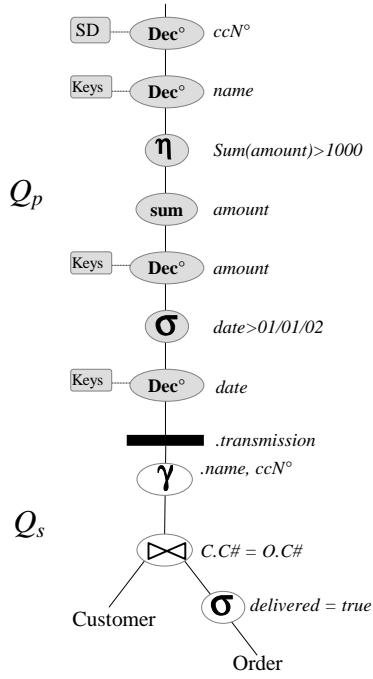 SD Dec° ccN°
Keys Dec° name
η Sum(amount)>1000
Qp
sum amount
Keys Dec° amount
σ date>01/01/02
Keys Dec° date
.transmission
γ .name, ccN°
Qs
C.C# = O.C#
σ delivered = true
Customer
Order